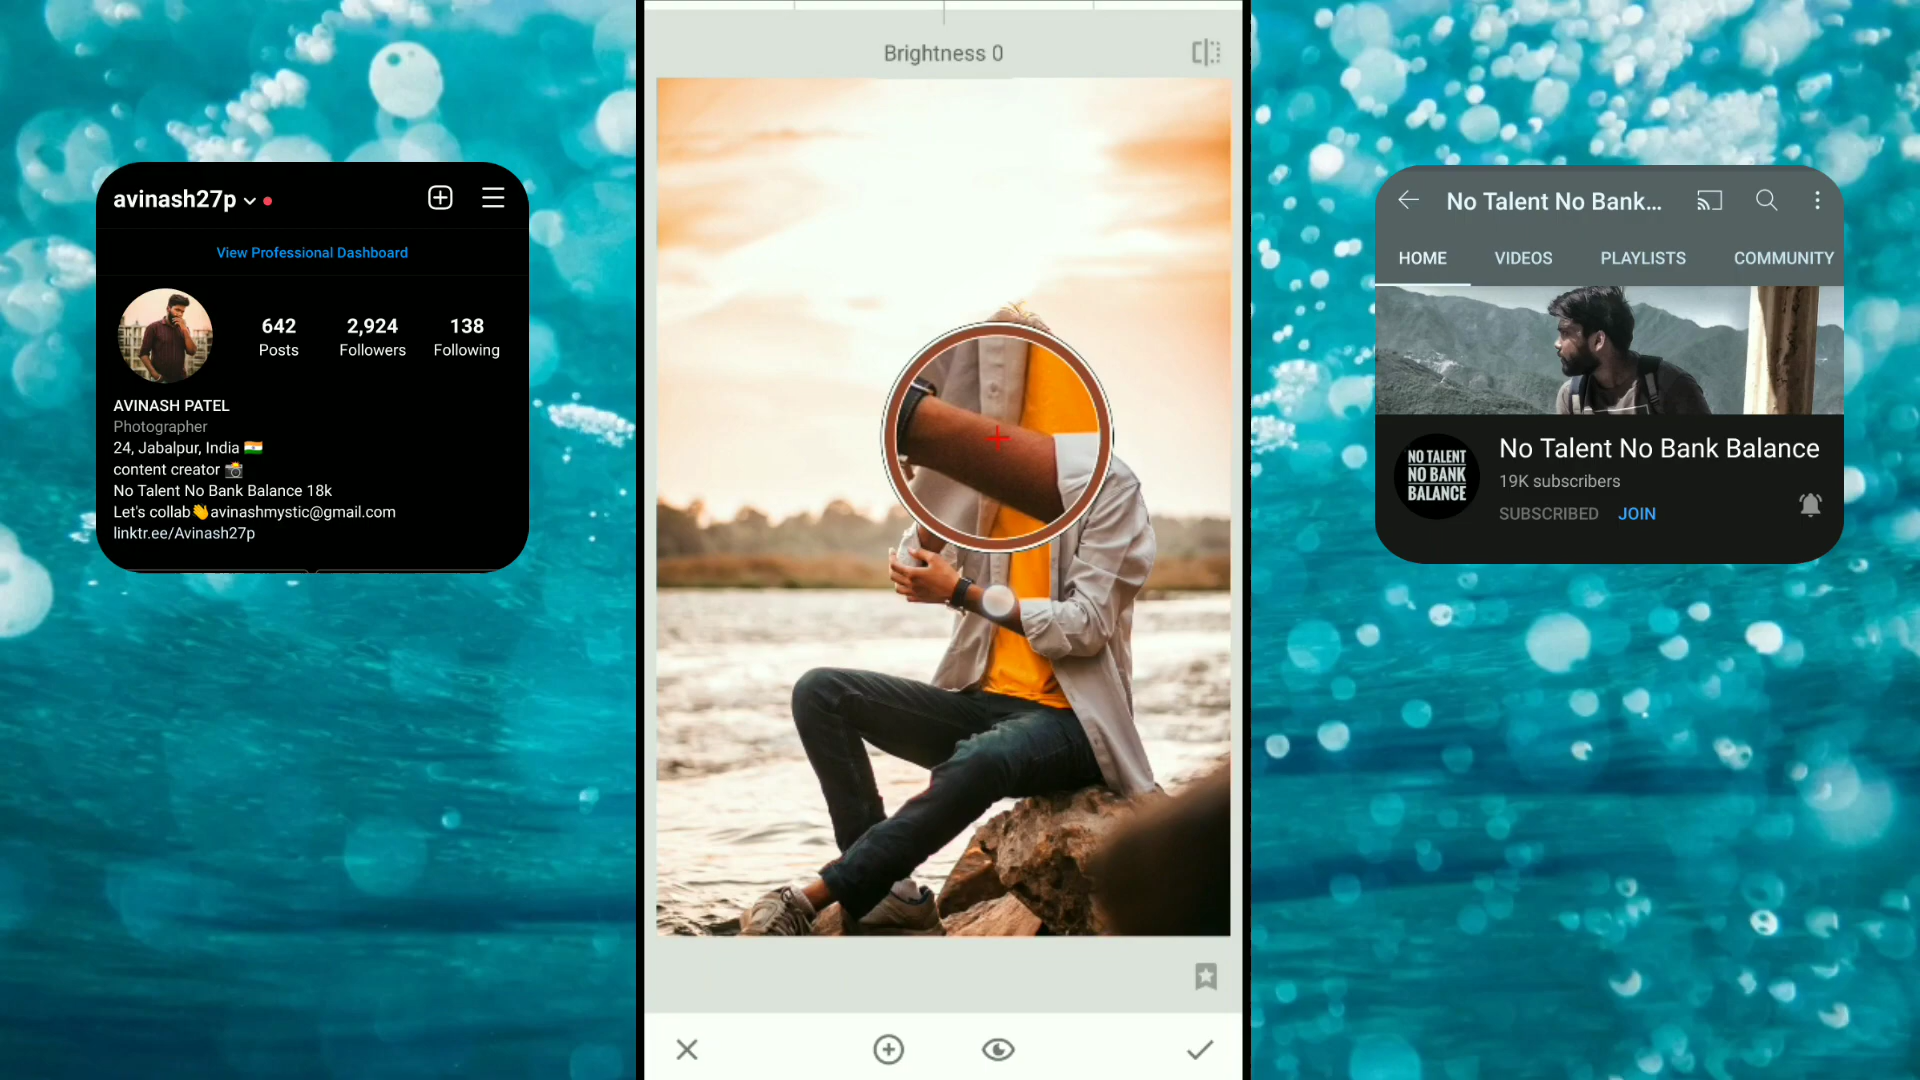 avinash27p
View Professional Dashboard
642
Posts
2,924
Followers
138
Following
AVINASH PATEL
Photographer
24, Jabalpur, India 🇮🇳
content creator 📸
No Talent No Bank Balance 18k
Let's collab👋avinashmystic@gmail.com
linktr.ee/Avinash27p
Brightness 0
No Talent No Bank...
HOME VIDEOS PLAYLISTS COMMUNITY
NO TALENT
NO BANK
BALANCE
No Talent No Bank Balance
19K subscribers
SUBSCRIBED JOIN